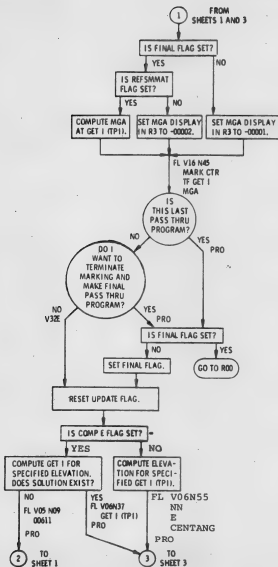 1
FROM
SHEETS 1 AND 3
IS FINAL FLAG SET?
YES
NO
IS REFSMMAT
FLAG SET?
YES
NO
COMPUTE MGA
AT GET I (TPI).
SET MGA DISPLAY
IN R3 TO -00002.
SET MGA DISPLAY
IN R3 TO -00001.
FL V16 N45
MARK CTR
TF GET I
MGA
IS
THIS LAST
PASS THRU
PROGRAM?
NO
YES
PRO
DO I
WANT TO
TERMINATE
MARKING AND
MAKE FINAL
PASS THRU
PROGRAM?
NO
V32E
YES
PRO
IS FINAL FLAG SET?
NO
YES
SET FINAL FLAG.
GO TO R00
RESET UPDATE FLAG.
IS COMP E FLAG SET?
YES
NO
COMPUTE GET I FOR
SPECIFIED ELEVATION.
DOES SOLUTION EXIST?
COMPUTE ELEVA-
TION FOR SPECI-
FIED GET I (TPI).
NO
FL V05 N09
00611
PRO
YES
FL V06N37
GET I (TPI)
PRO
FL V06N55
NN
E
CENTANG
PRO
2
TO
SHEET 1
3
TO
SHEET 3